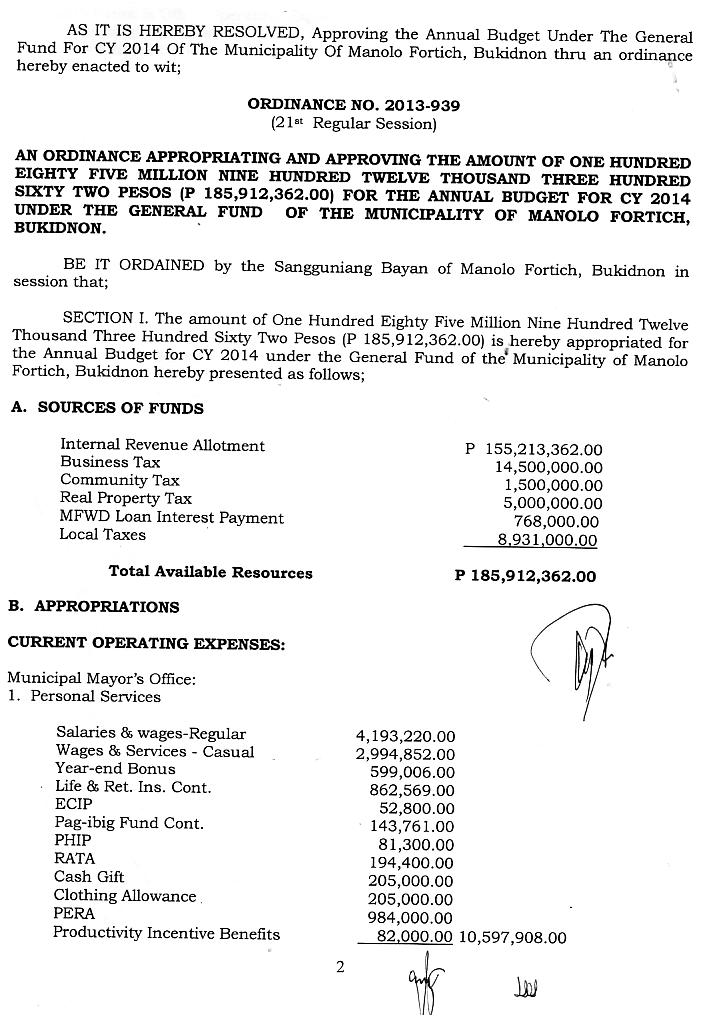 AS IT IS HEREBY RESOLVED, Approving the Annual Budget Under The General
Fund For CY 2014 Of The Municipality Of Manolo Fortich, Bukidnon thru an ordinance
hereby enacted to wit;
ORDINANCE NO. 2013-939
(21st Regular Session)
AN ORDINANCE APPROPRIATING AND APPROVING THE AMOUNT OF ONE HUNDRED
EIGHTY FIVE MILLION NINE HUNDRED TWELVE THOUSAND THREE HUNDRED
SIXTY TWO PESOS (P 185,912,362.00) FOR THE ANNUAL BUDGET FOR CY 2014
UNDER THE GENERAL FUND OF THE MUNICIPALITY OF MANOLO FORTICH,
BUKIDNON.
BE IT ORDAINED by the Sangguniang Bayan of Manolo Fortich, Bukidnon in
session that;
SECTION I. The amount of One Hundred Eighty Five Million Nine Hundred Twelve
Thousand Three Hundred Sixty Two Pesos (P 185,912,362.00) is hereby appropriated for
the Annual Budget for CY 2014 under the General Fund of the Municipality of Manolo
Fortich, Bukidnon hereby presented as follows;
A. SOURCES OF FUNDS
Internal Revenue Allotment P 155,213,362.00
Business Tax 14,500,000.00
Community Tax 1,500,000.00
Real Property Tax 5,000,000.00
MFWD Loan Interest Payment 768,000.00
Local Taxes 8,931,000.00
Total Available Resources P 185,912,362.00
B. APPROPRIATIONS
CURRENT OPERATING EXPENSES:
Municipal Mayor's Office:
1. Personal Services
Salaries & wages-Regular 4,193,220.00
Wages & Services - Casual 2,994,852.00
Year-end Bonus 599,006.00
Life & Ret. Ins. Cont. 862,569.00
ECIP 52,800.00
Pag-ibig Fund Cont. 143,761.00
PHIP 81,300.00
RATA 194,400.00
Cash Gift 205,000.00
Clothing Allowance 205,000.00
PERA 984,000.00
Productivity Incentive Benefits 82,000.00 10,597,908.00
2